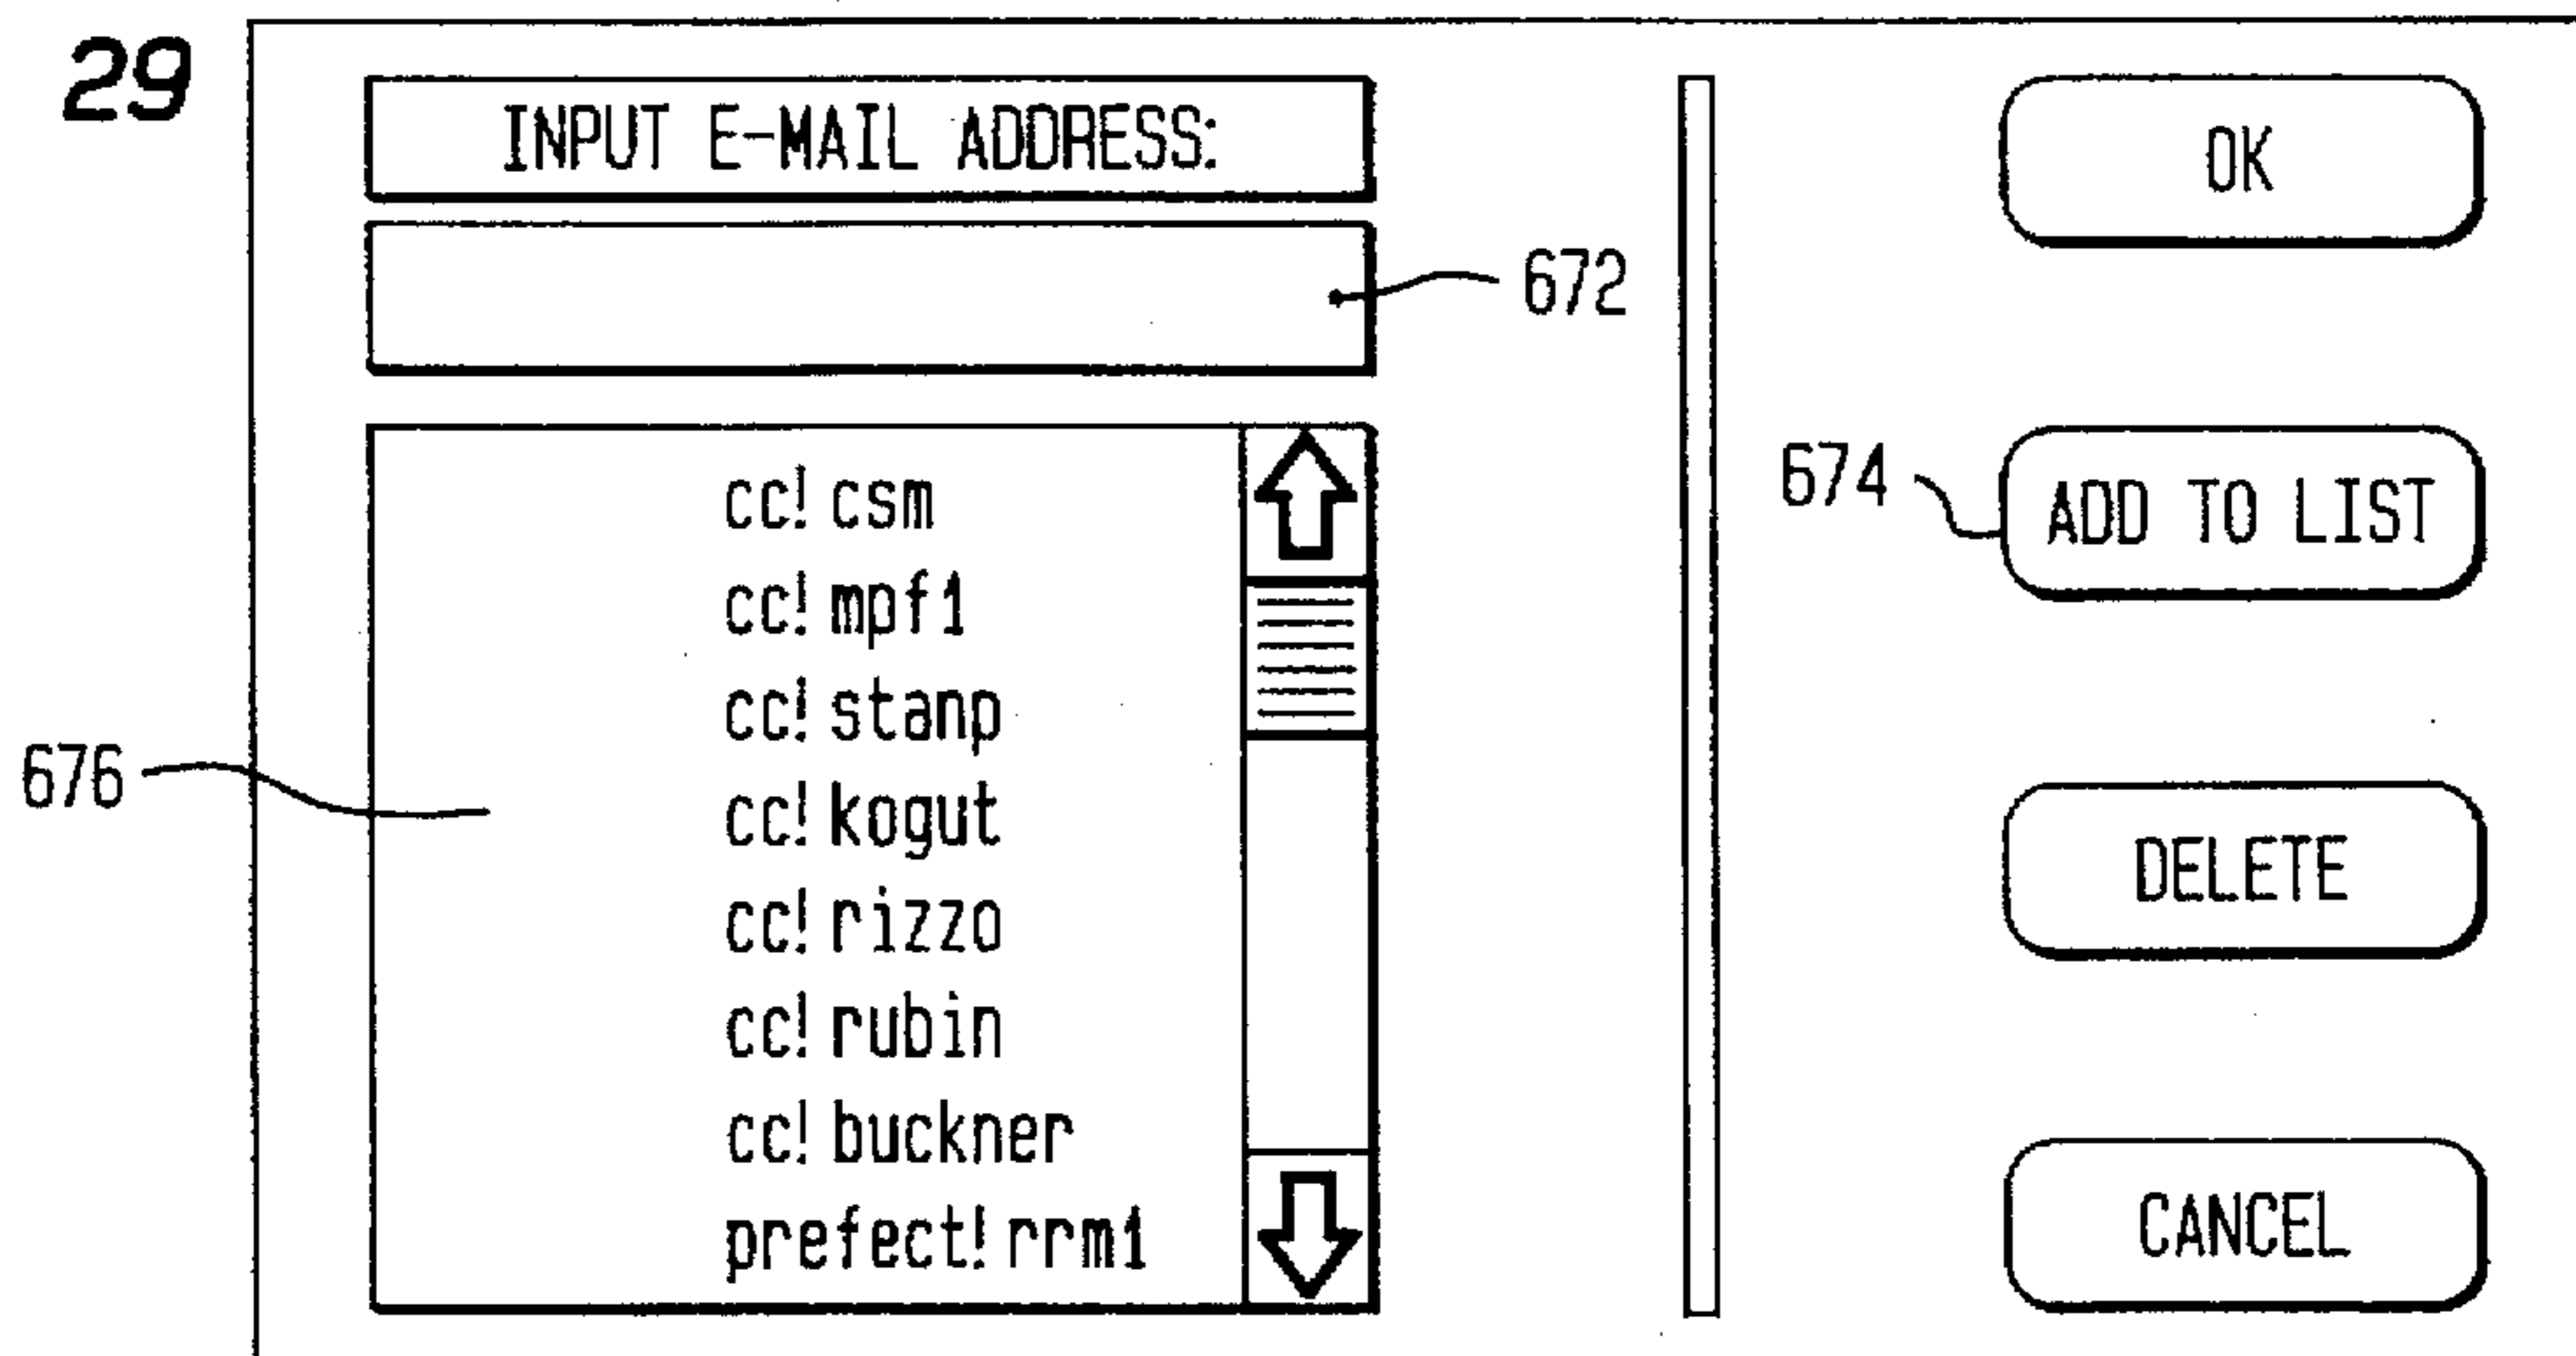 29
INPUT E-MAIL ADDRESS:
672
cc! csm
cc! mpf1
cc! stanp
cc! kogut
cc! rizzo
cc! rubin
cc! buckner
prefect! rrm1
676
OK
674
ADD TO LIST
DELETE
CANCEL